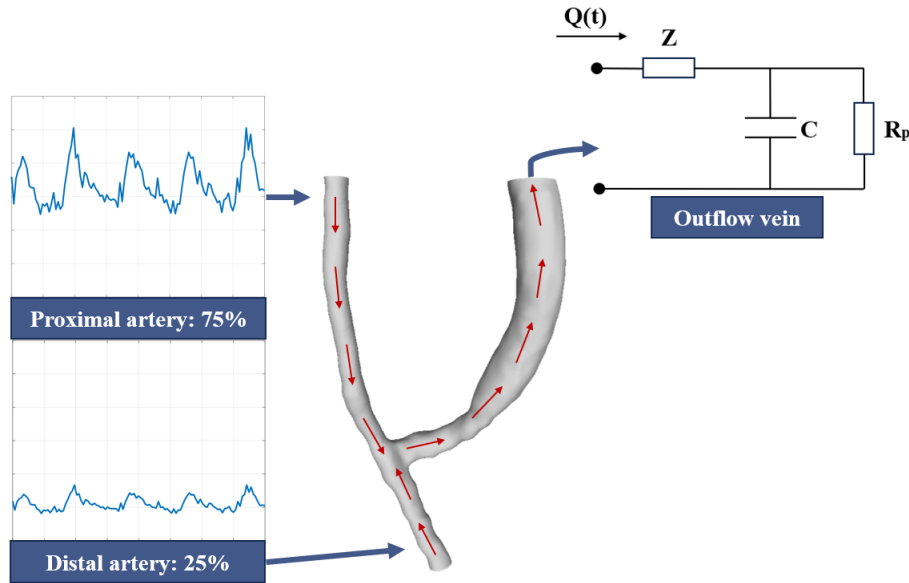 Q(t)
Z
C
Rp
Outflow vein
Proximal artery: 75%
Distal artery: 25%